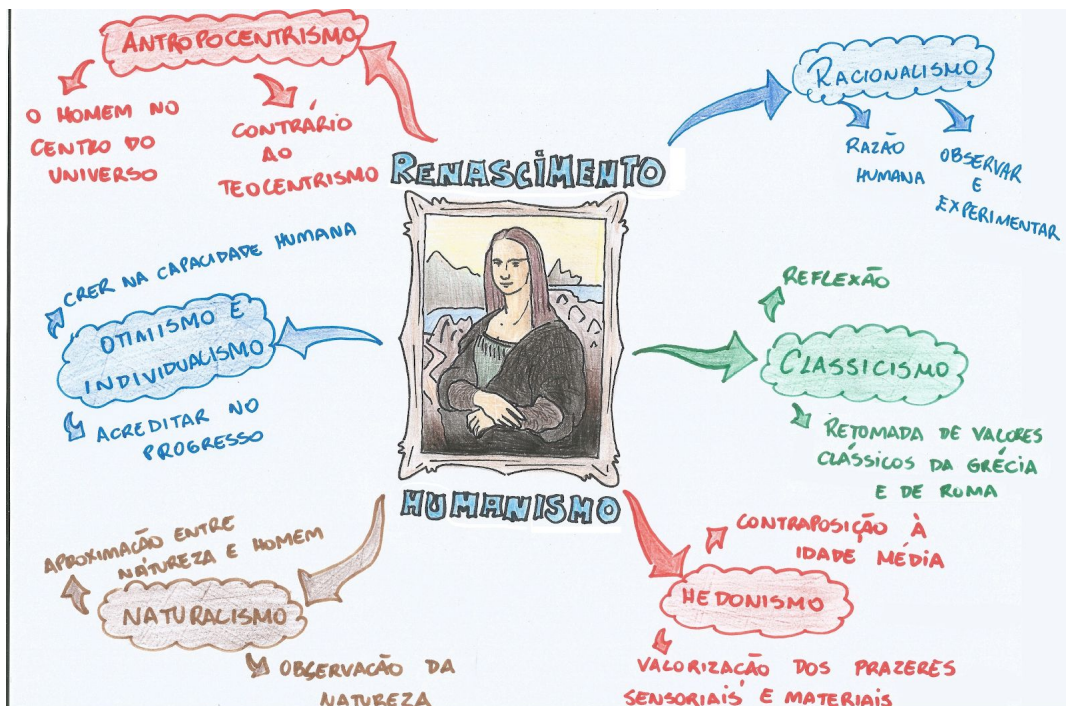 ANTROPOCENTRISMO
O HOMEM NO
CENTRO DO
UNIVERSO
CONTRÁRIO
AO
TEOCENTRISMO
RENASCIMENTO
RACIONALISMO
RAZÃO
HUMANA
OBSERVAR
E
EXPERIMENTAR
CRER NA CAPACIDADE HUMANA
OTIMISMO E
INDIVIDUALISMO
ACREDITAR NO
PROGRESSO
REFLEXÃO
CLASSICISMO
RETOMADA DE VALORES
CLÁSSICOS DA GRÉCIA
E DE ROMA
HUMANISMO
APROXIMAÇÃO ENTRE
NATUREZA E HOMEM
NATURALISMO
OBSERVAÇÃO DA
NATUREZA
CONTRAPOSIÇÃO À
IDADE MÉDIA
HEDONISMO
VALORIZAÇÃO DOS PRAZERES
SENSORIAIS E MATERIAIS